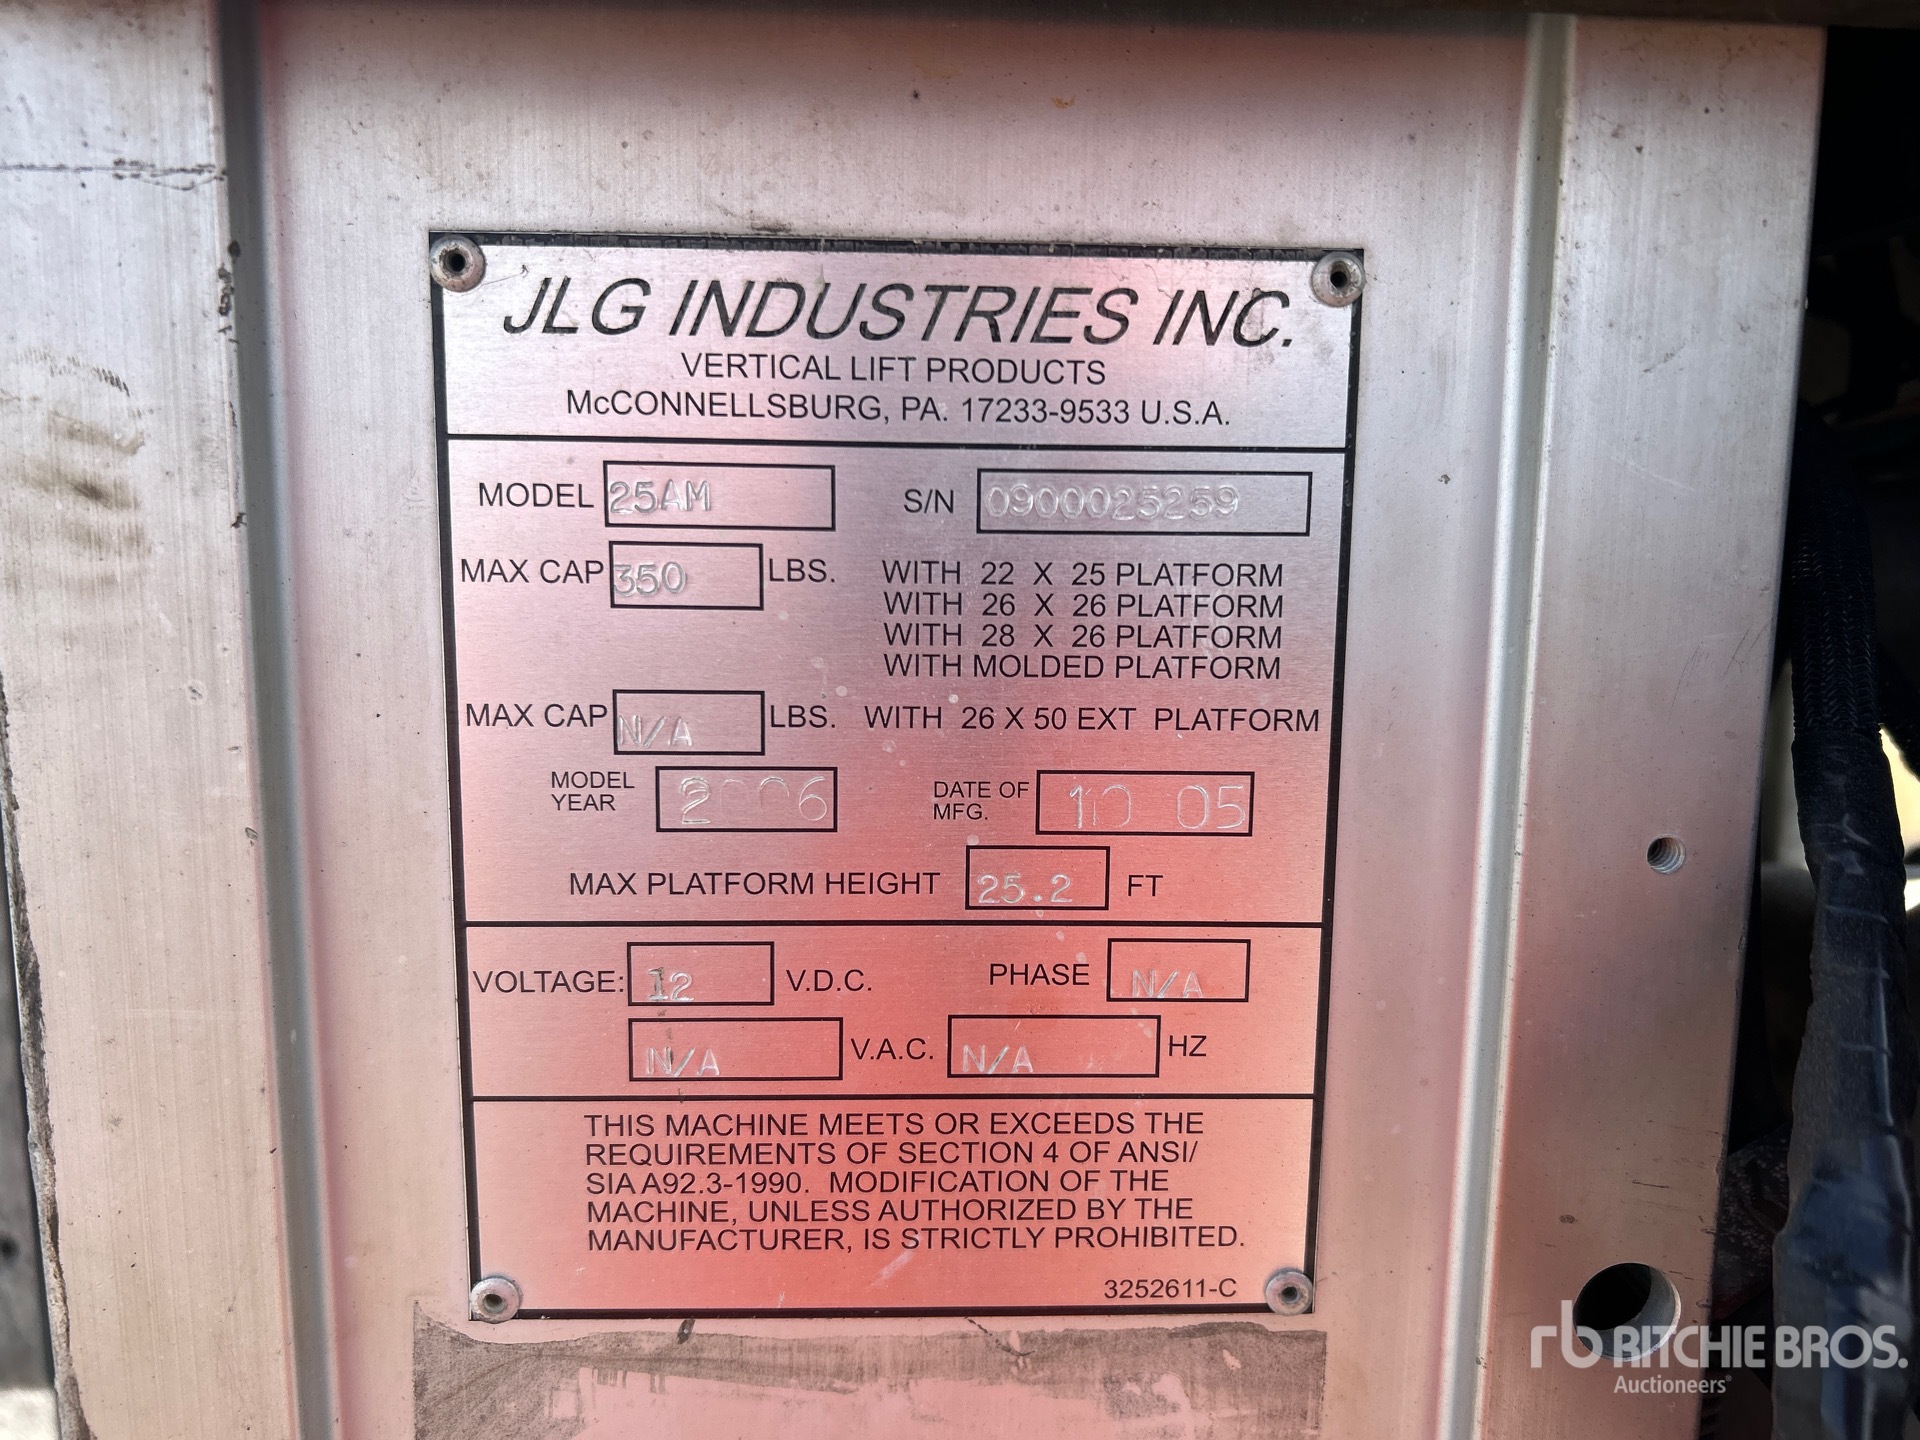 JLG INDUSTRIES INC.
VERTICAL LIFT PRODUCTS
McCONNELLSBURG, PA. 17233-9533 U.S.A.
MODEL 25AM S/N 0900025259
MAX CAP 350 LBS. WITH 22 X 25 PLATFORM
WITH 26 X 26 PLATFORM
WITH 28 X 26 PLATFORM
WITH MOLDED PLATFORM
MAX CAP N/A LBS. WITH 26 X 50 EXT PLATFORM
MODEL YEAR 2006 DATE OF MFG. 10 05
MAX PLATFORM HEIGHT 25.2 FT
VOLTAGE: 12 V.D.C. PHASE N/A
N/A V.A.C. N/A HZ
THIS MACHINE MEETS OR EXCEEDS THE
REQUIREMENTS OF SECTION 4 OF ANSI/
SIA A92.3-1990. MODIFICATION OF THE
MACHINE, UNLESS AUTHORIZED BY THE
MANUFACTURER, IS STRICTLY PROHIBITED.
3252611-C
rb RITCHIE BROS.
Auctioneers